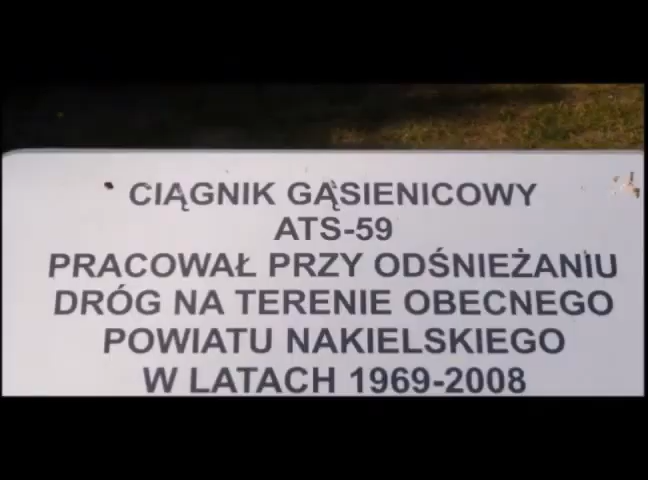 CIĄGNIK GĄSIENICOWY
ATS-59
PRACOWAŁ PRZY ODŚNIEŻANIU
DRÓG NA TERENIE OBECNEGO
POWIATU NAKIELSKIEGO
W LATACH 1969-2008